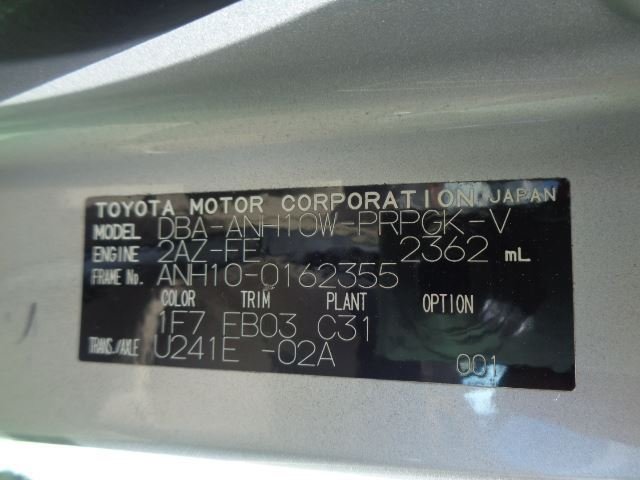 TOYOTA MOTOR CORPORATION JAPAN
MODEL DBA-ANH10W-PRPGK-V
ENGINE 2AZ-FE 2362 mL
FRAME No. ANH10-0162355
COLOR TRIM PLANT OPTION
1F7 FB03 C31
TRANS./AXLE U241E -02A 001